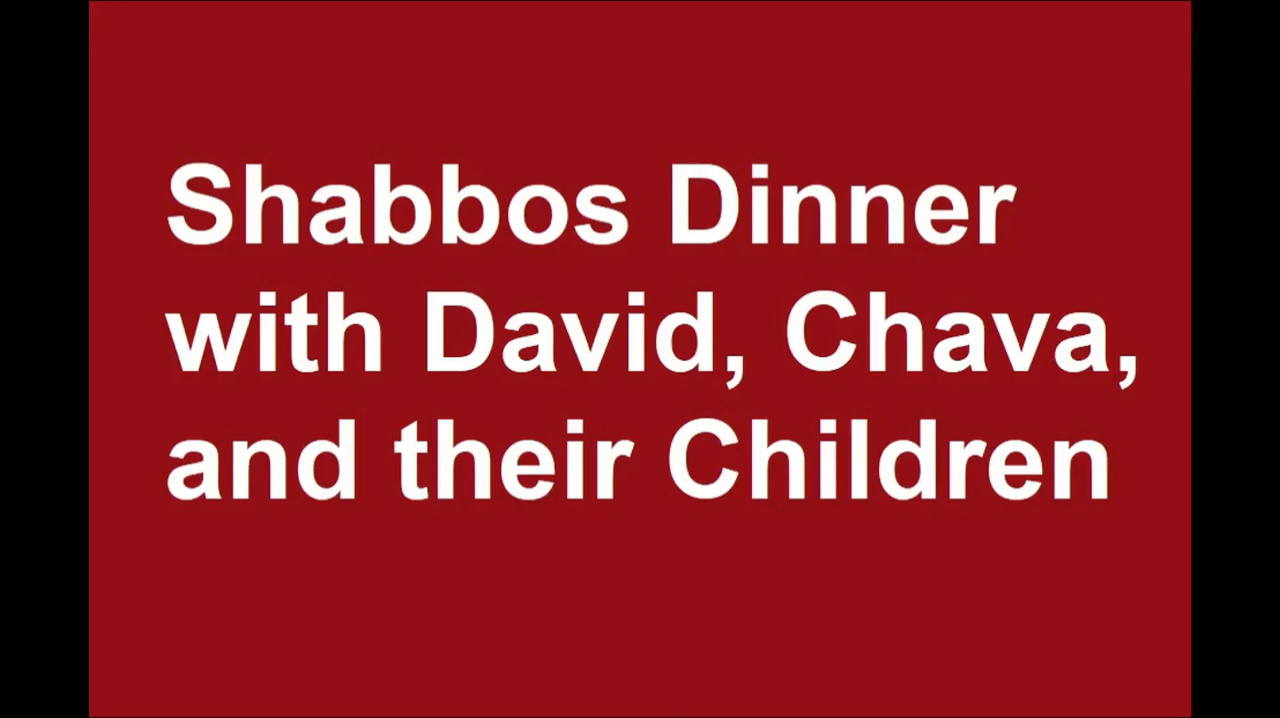 Shabbos Dinner
with David, Chava,
and their Children